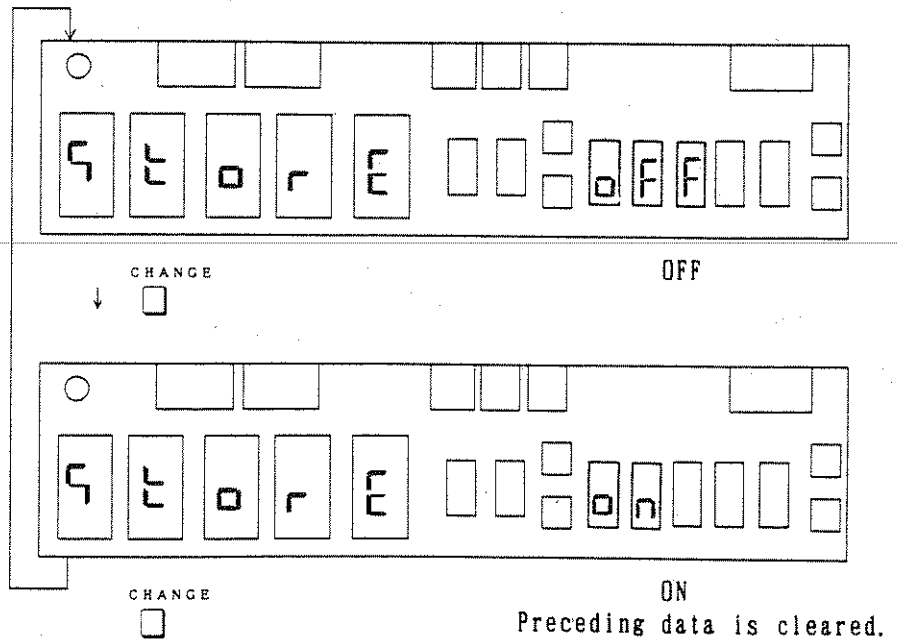 StorE oFF
OFF
CHANGE
StorE on
ON
CHANGE
Preceding data is cleared.